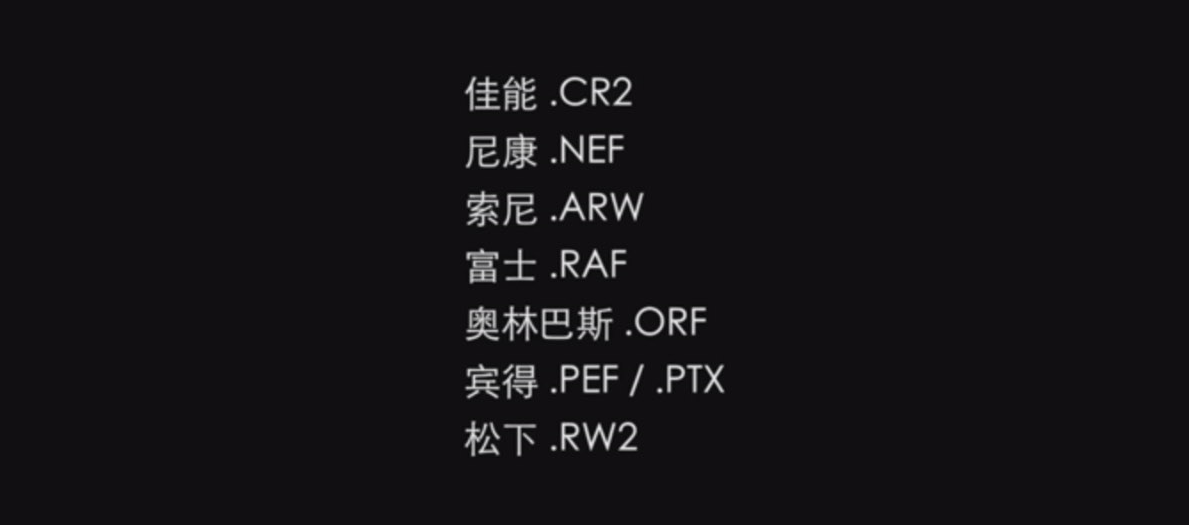 佳能 .CR2
尼康 .NEF
索尼 .ARW
富士 .RAF
奥林巴斯 .ORF
宾得 .PEF / .PTX
松下 .RW2